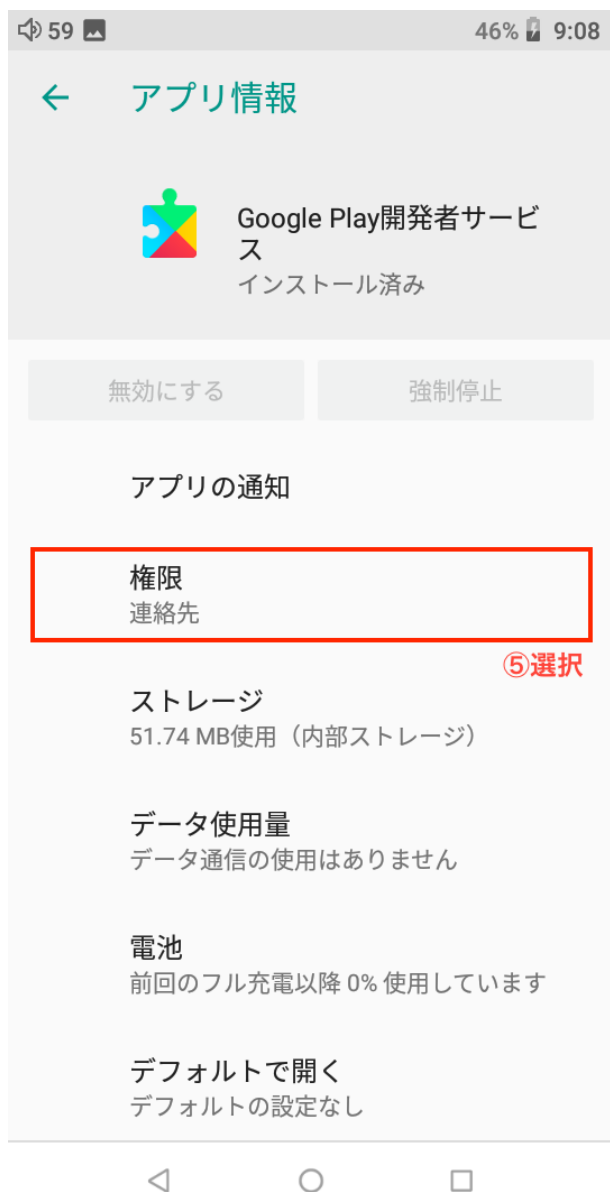 59 46% 9:08
アプリ情報
Google Play開発者サービ
ス
インストール済み
無効にする 強制停止
アプリの通知
権限
連絡先
⑤選択
ストレージ
51.74 MB使用（内部ストレージ）
データ使用量
データ通信の使用はありません
電池
前回のフル充電以降 0% 使用しています
デフォルトで開く
デフォルトの設定なし